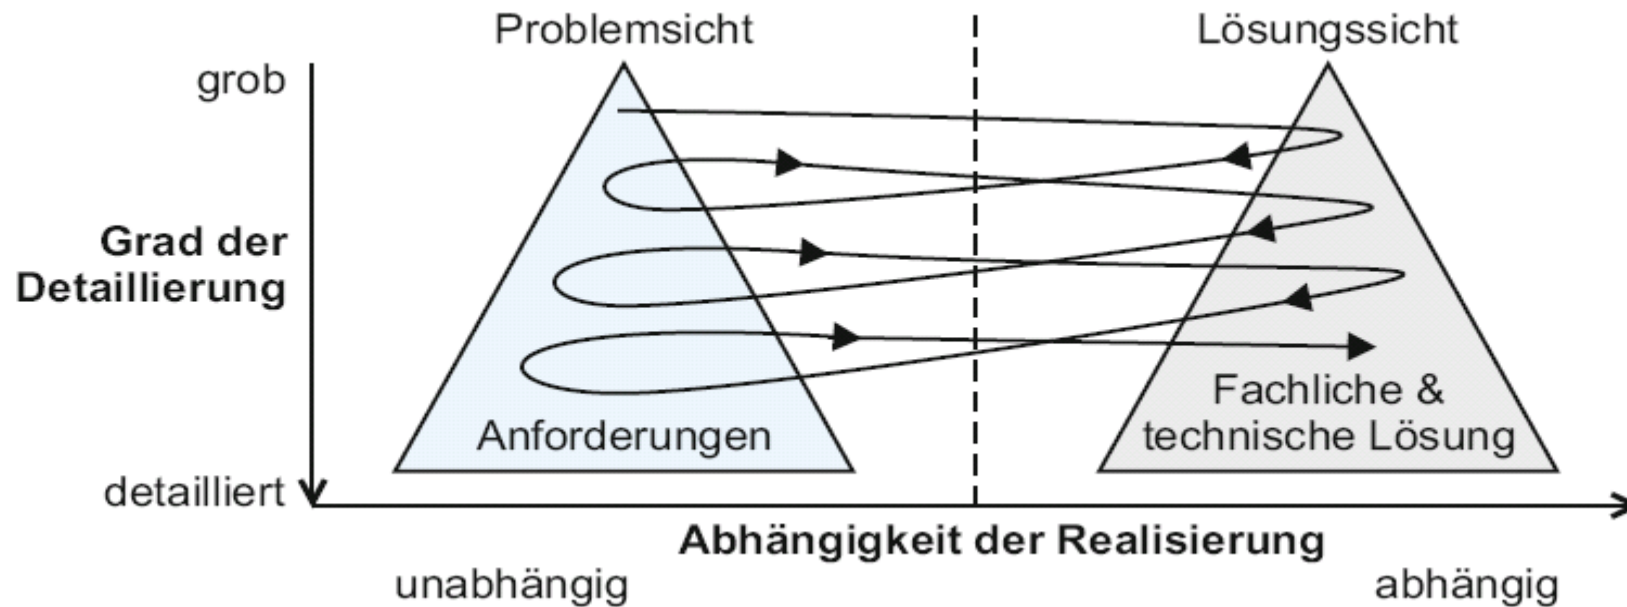 Problemsicht
Lösungssicht
grob
Grad der
Detaillierung
Anforderungen
Fachliche &
technische Lösung
detailliert
Abhängigkeit der Realisierung
unabhängig
abhängig